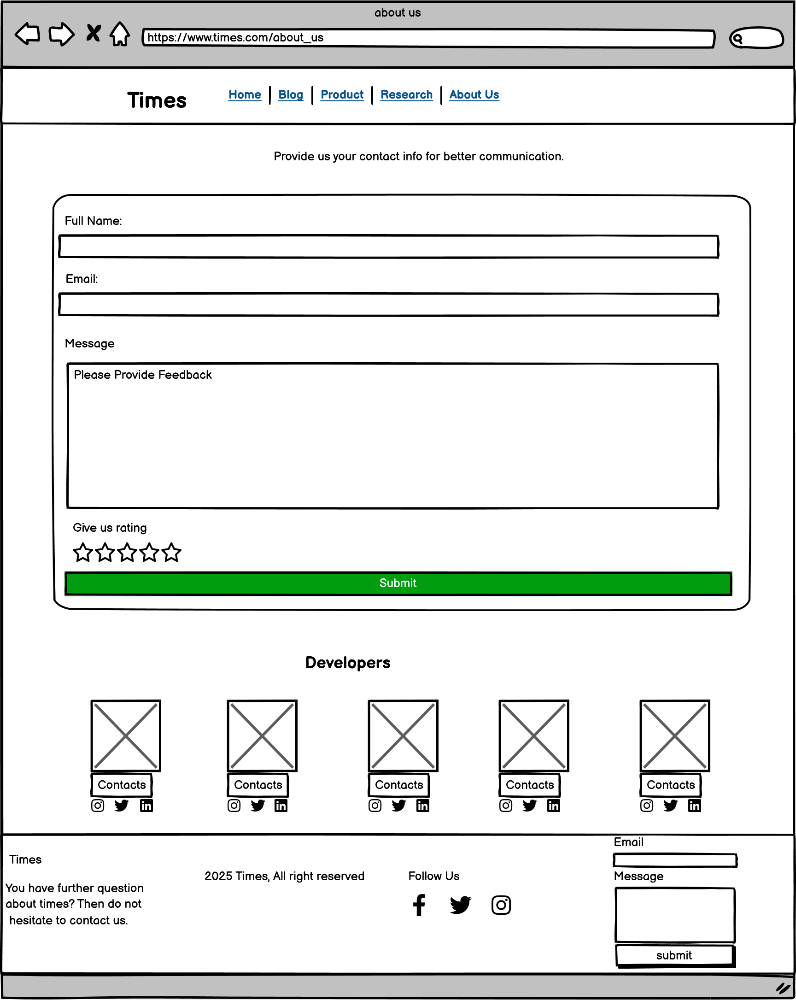 about us
https://www.times.com/about_us
Times
Home Blog Product Research About Us
Provide us your contact info for better communication.
Full Name:
Email:
Message
Please Provide Feedback
Give us rating
Submit
Developers
Contacts Contacts Contacts Contacts Contacts
Times
You have further question
about times? Then do not
hesitate to contact us.
2025 Times, All right reserved
Follow Us
Email
Message
submit